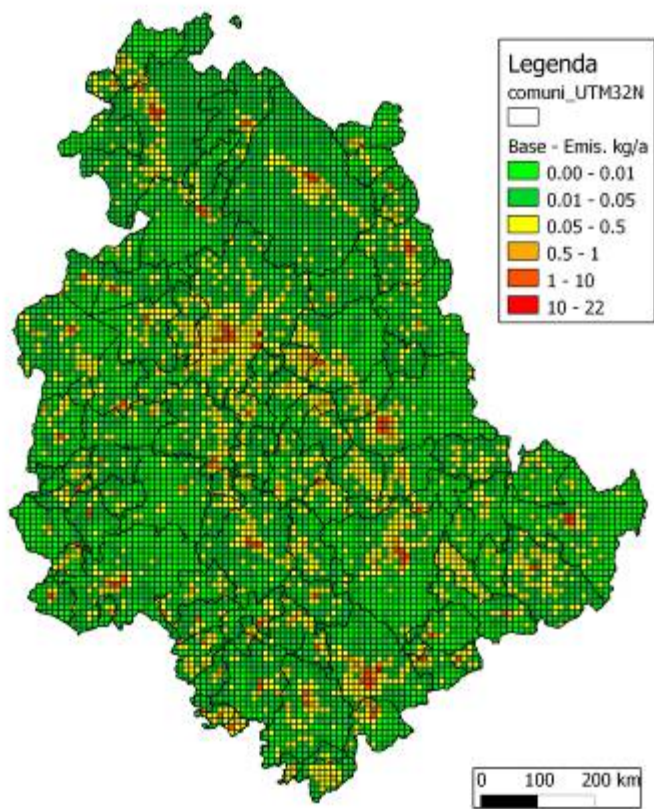 Legenda
comuni_UTM32N
Base - Emis. kg/a
0.00 - 0.01
0.01 - 0.05
0.05 - 0.5
0.5 - 1
1 - 10
10 - 22
0 100 200 km